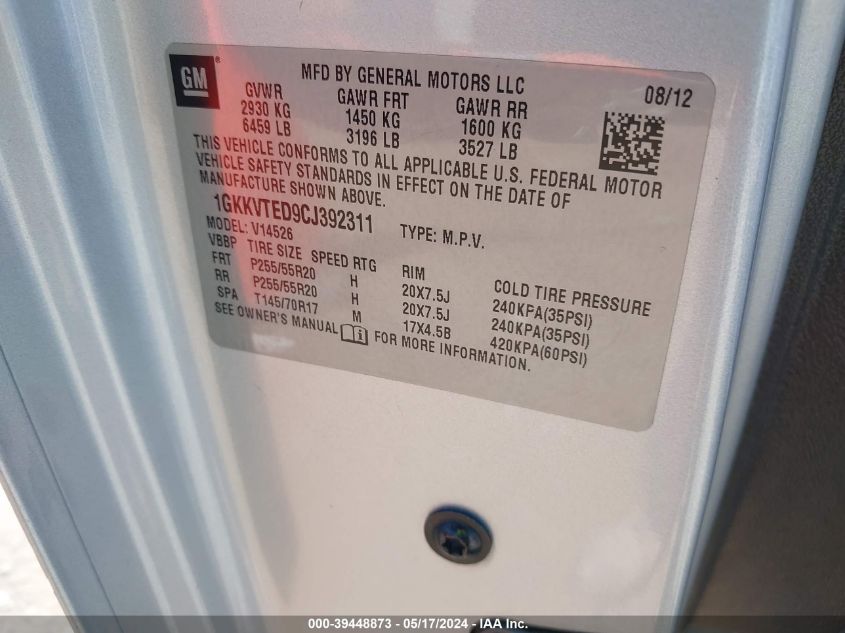 GM
MFD BY GENERAL MOTORS LLC
08/12
GVWR GAWR FRT GAWR RR
2930 KG 1450 KG 1600 KG
6459 LB 3196 LB 3527 LB
THIS VEHICLE CONFORMS TO ALL APPLICABLE U.S. FEDERAL MOTOR
VEHICLE SAFETY STANDARDS IN EFFECT ON THE DATE OF
MANUFACTURE SHOWN ABOVE.
1GKKVTED9CJ392311 TYPE: M.P.V.
MODEL: V14526
VBBP TIRE SIZE SPEED RTG RIM COLD TIRE PRESSURE
FRT P255/55R20 H 20X7.5J 240KPA(35PSI)
RR P255/55R20 H 20X7.5J 240KPA(35PSI)
SPA T145/70R17 M 17X4.5B 420KPA(60PSI)
SEE OWNER'S MANUAL FOR MORE INFORMATION.
000-39448873 - 05/17/2024 - IAA Inc.